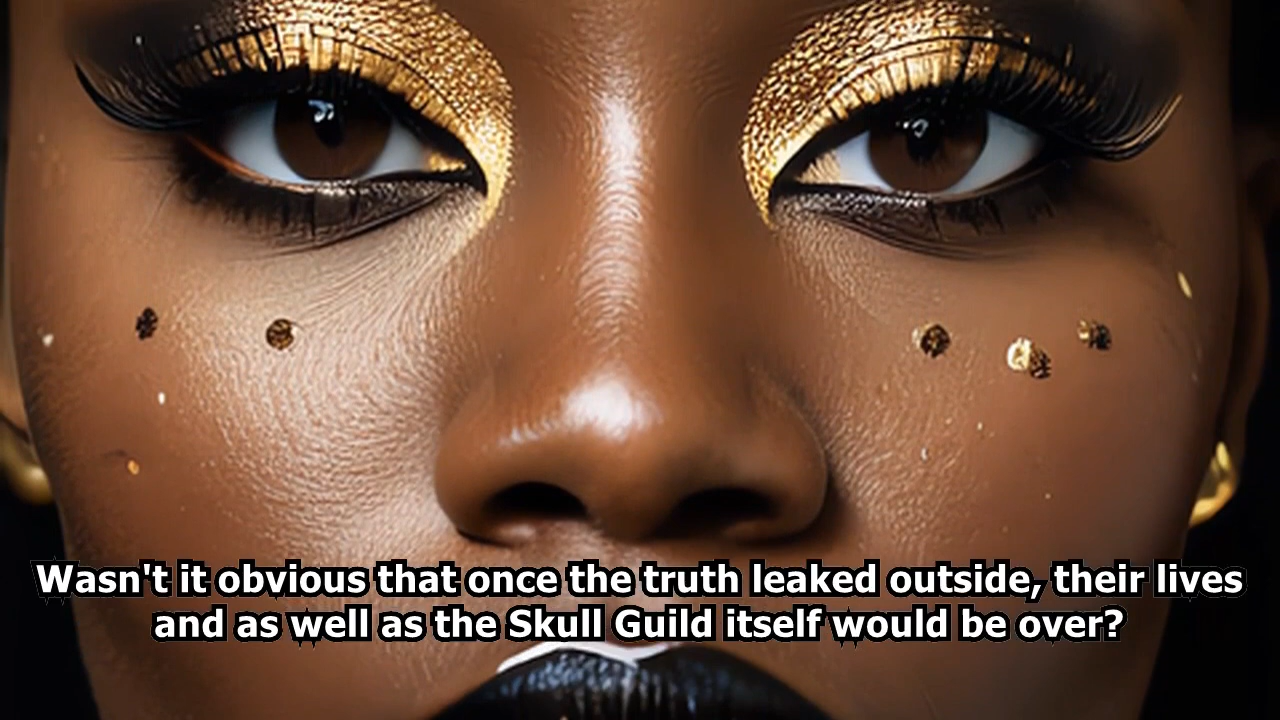 Wasn't it obvious that once the truth leaked outside, their lives
and as well as the Skull Guild itself would be over?